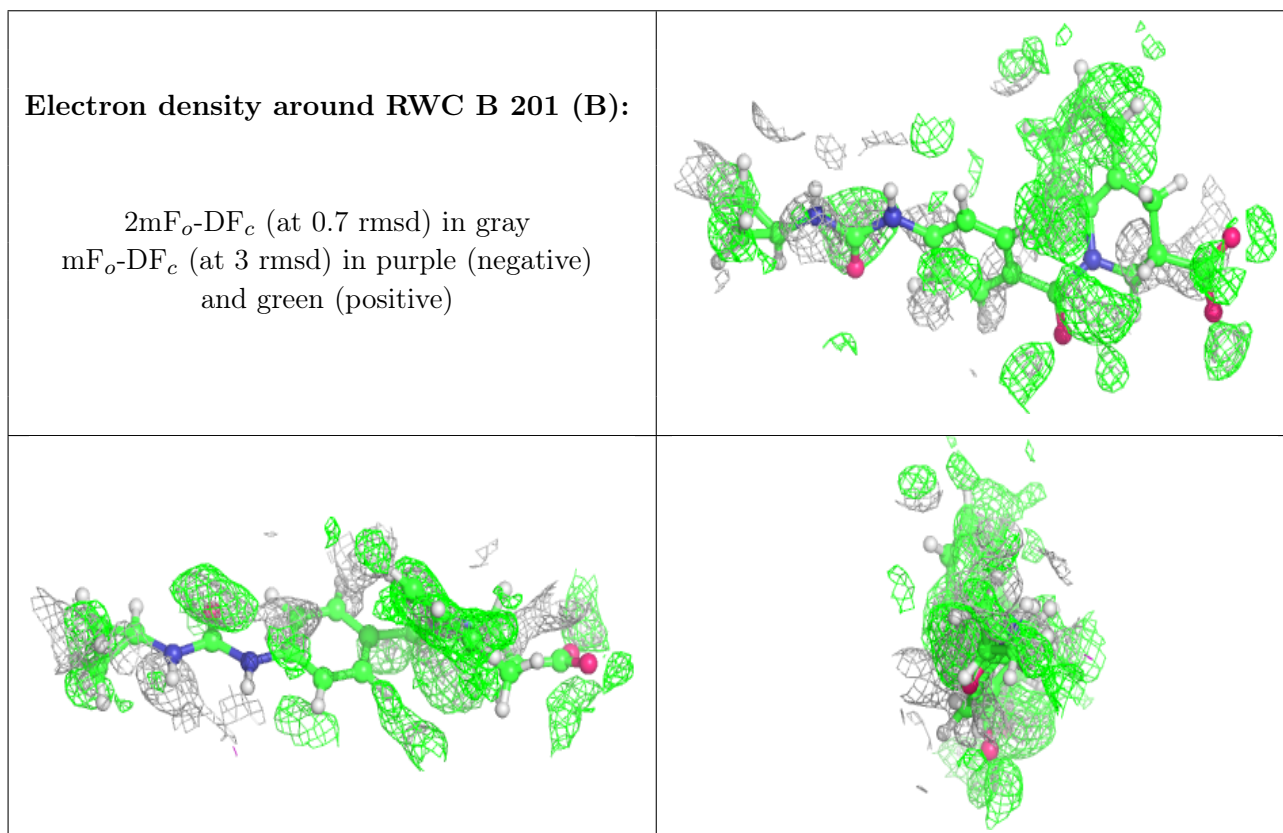 Electron density around RWC B 201 (B):
2mFo-DFc (at 0.7 rmsd) in gray
mFo-DFc (at 3 rmsd) in purple (negative)
and green (positive)